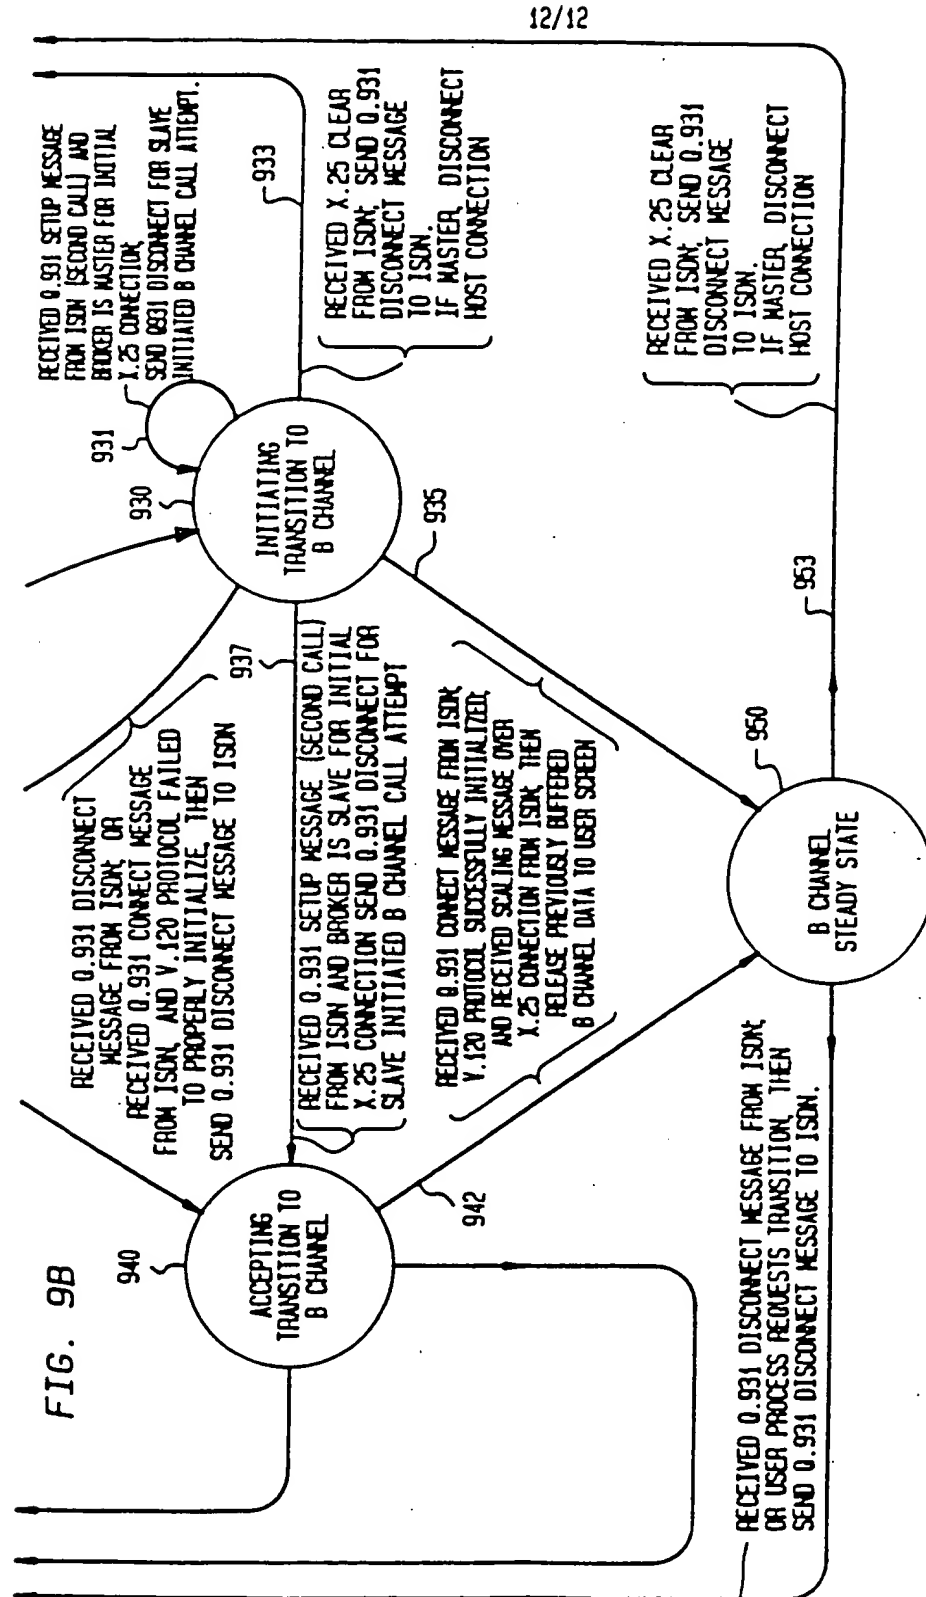 12/12
FIG. 9B
RECEIVED Q.931 SETUP MESSAGE
FROM ISDN (SECOND CALL) AND
BROKER IS MASTER FOR INITIAL
X.25 CONNECTION,
SEND Q931 DISCONNECT FOR SLAVE
INITIATED B CHANNEL CALL ATTEMPT.
931
930
933
INITIATING
TRANSITION TO
B CHANNEL
RECEIVED X.25 CLEAR
FROM ISDN; SEND Q.931
DISCONNECT MESSAGE
TO ISDN.
IF MASTER, DISCONNECT
HOST CONNECTION
935
937
RECEIVED Q.931 DISCONNECT
MESSAGE FROM ISDN; OR
RECEIVED Q.931 CONNECT MESSAGE
FROM ISDN, AND V.120 PROTOCOL FAILED
TO PROPERLY INITIALIZE, THEN
SEND Q.931 DISCONNECT MESSAGE TO ISDN
RECEIVED Q.931 SETUP MESSAGE (SECOND CALL)
FROM ISDN AND BROKER IS SLAVE FOR INITIAL
X.25 CONNECTION SEND Q.931 DISCONNECT FOR
SLAVE INITIATED B CHANNEL CALL ATTEMPT
RECEIVED Q.931 CONNECT MESSAGE FROM ISDN;
V.120 PROTOCOL SUCCESSFULLY INITIALIZED;
AND RECEIVED SCALING MESSAGE OVER
X.25 CONNECTION FROM ISDN; THEN
RELEASE PREVIOUSLY BUFFERED
B CHANNEL DATA TO USER SCREEN
940
ACCEPTING
TRANSITION TO
B CHANNEL
942
950
B CHANNEL
STEADY STATE
953
RECEIVED X.25 CLEAR
FROM ISDN; SEND Q.931
DISCONNECT MESSAGE
TO ISDN.
IF MASTER, DISCONNECT
HOST CONNECTION
RECEIVED Q.931 DISCONNECT MESSAGE FROM ISDN;
OR USER PROCESS REQUESTS TRANSITION, THEN
SEND Q.931 DISCONNECT MESSAGE TO ISDN.